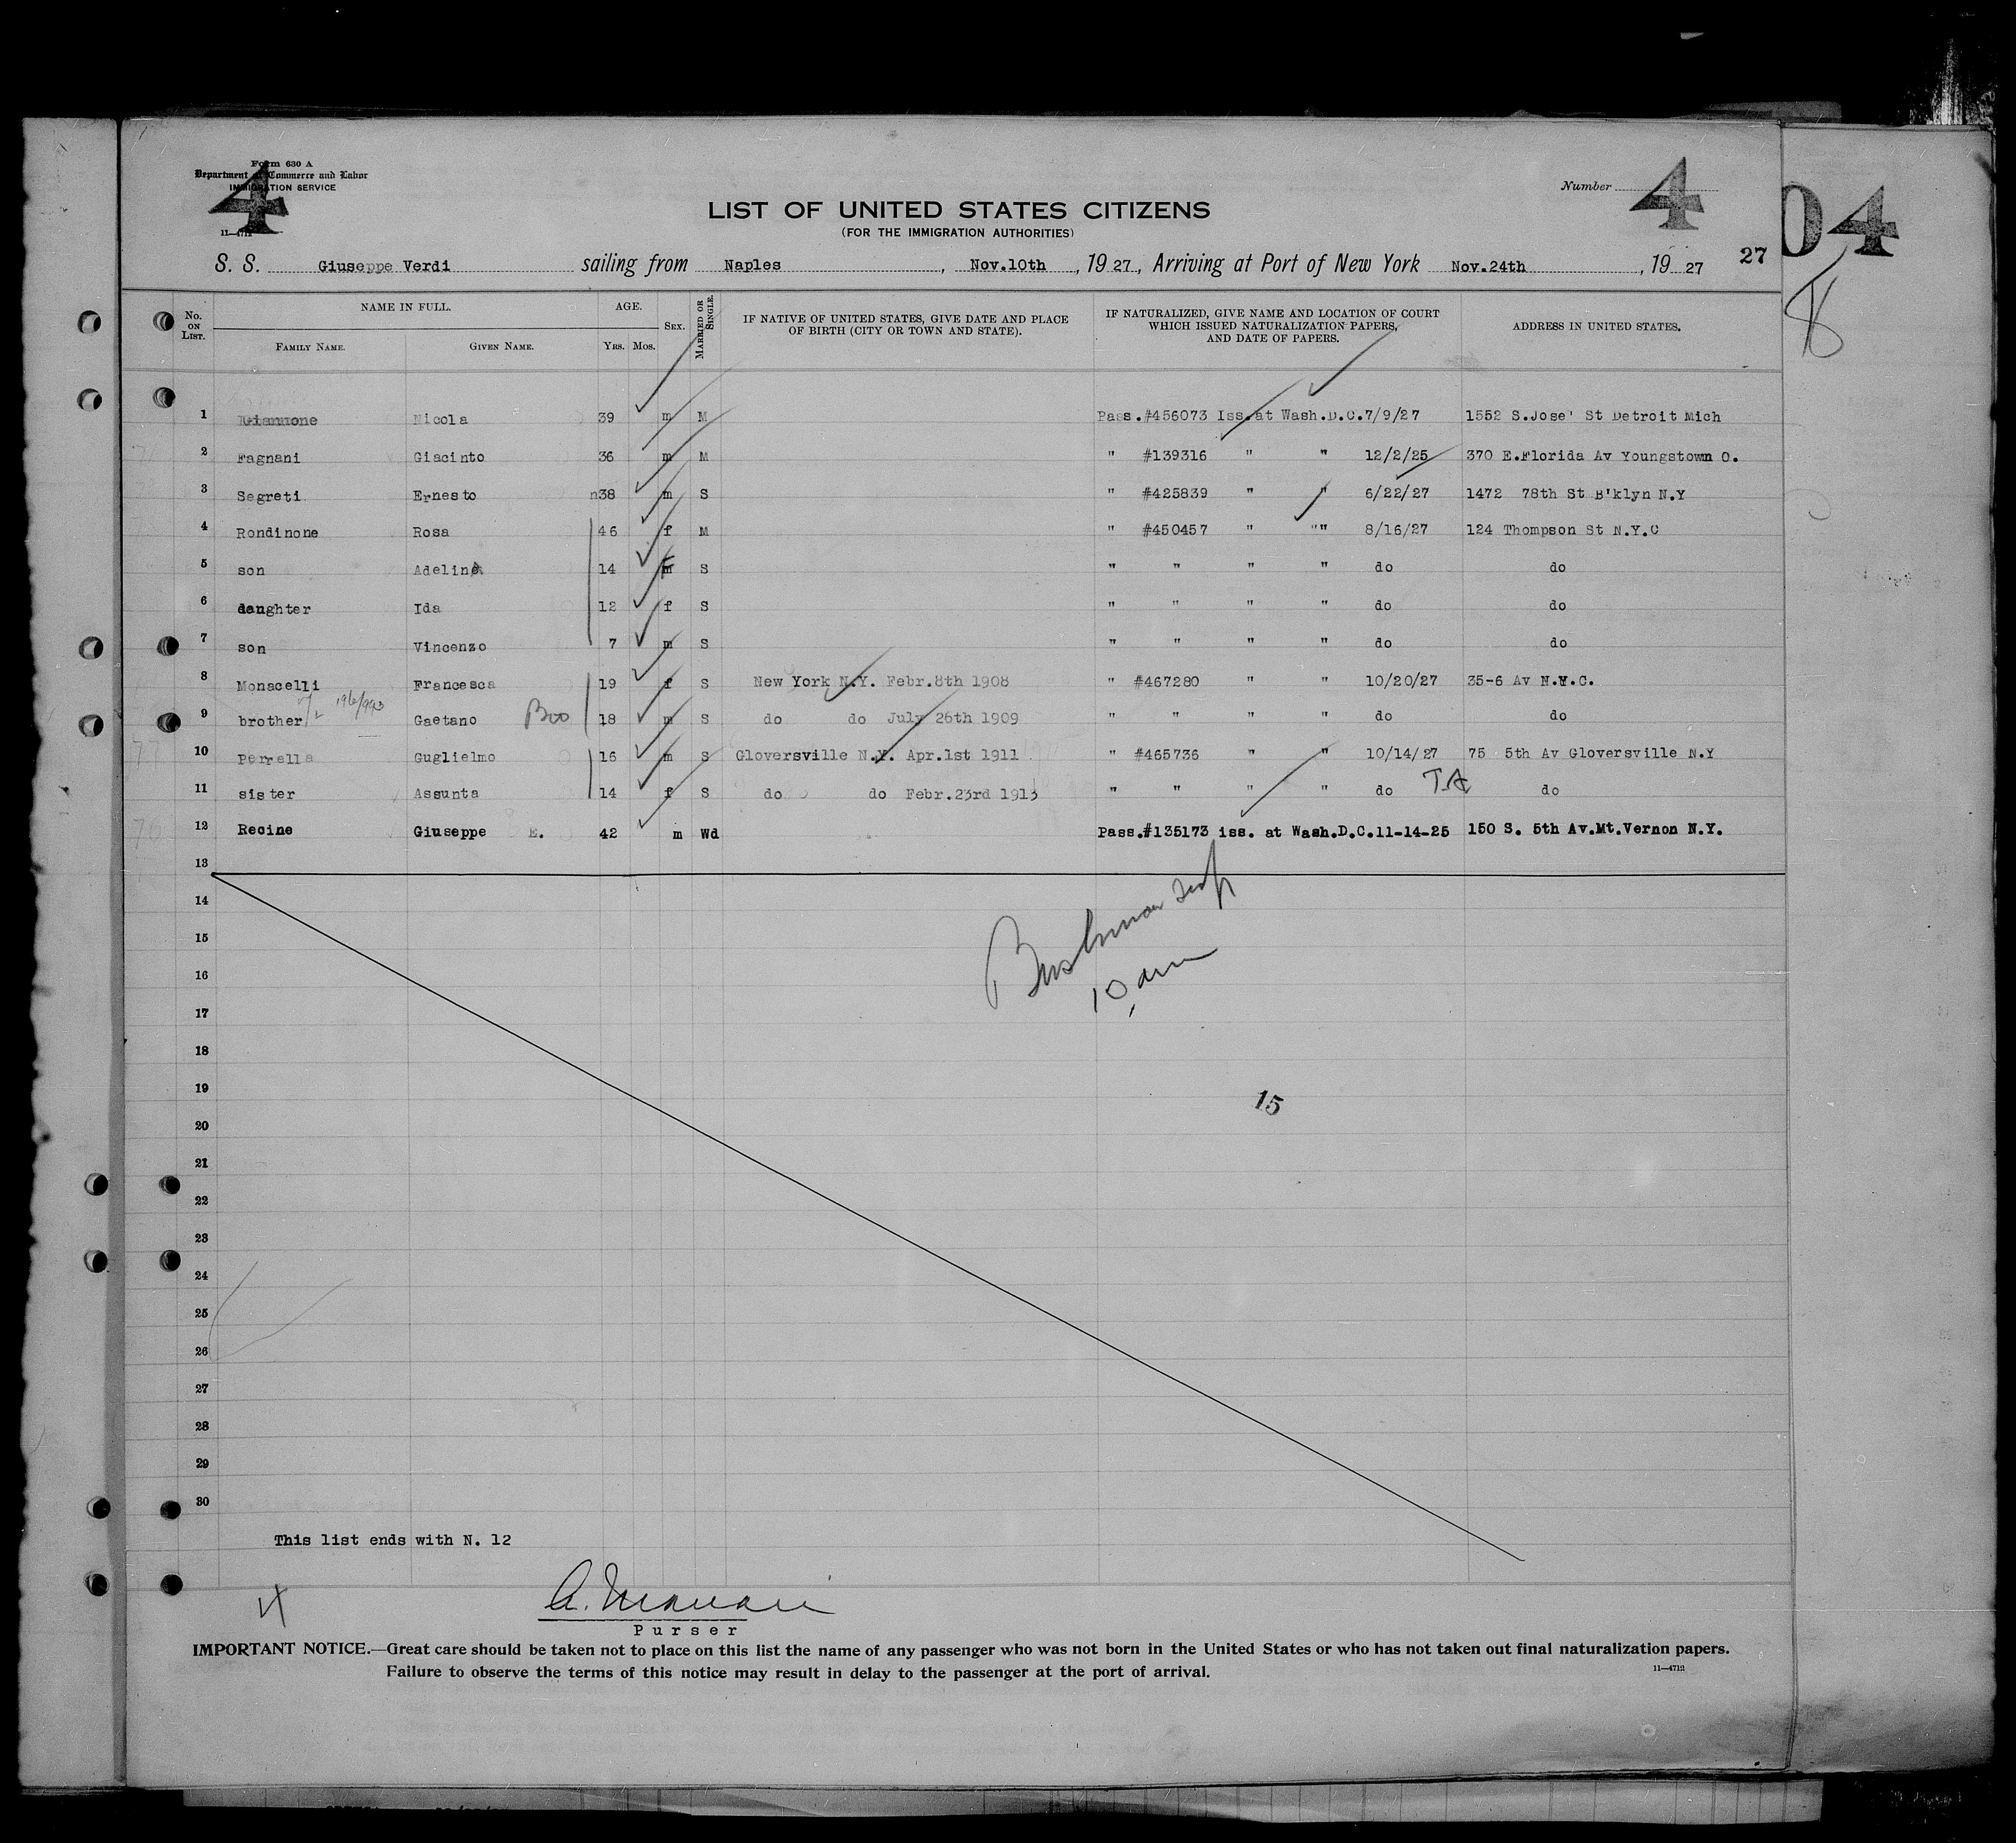 Form 630 A
Department of Commerce and Labor
IMMIGRATION SERVICE
11—4712
4
Number 4
04
LIST OF UNITED STATES CITIZENS
(FOR THE IMMIGRATION AUTHORITIES)
S. S. Giuseppe Verdi sailing from Naples, Nov.10th, 1927, Arriving at Port of New York Nov.24th, 1927 27
8
No. ON LIST. NAME IN FULL. FAMILY NAME. GIVEN NAME. AGE. YRS. MOS. SEX. MARRIED OR SINGLE. IF NATIVE OF UNITED STATES, GIVE DATE AND PLACE OF BIRTH (CITY OR TOWN AND STATE). IF NATURALIZED, GIVE NAME AND LOCATION OF COURT WHICH ISSUED NATURALIZATION PAPERS, AND DATE OF PAPERS. ADDRESS IN UNITED STATES.
1 Nicola 39 m M Pass.#456073 Iss.at Wash.D.C.7/9/27 1552 S.Jose' St Detroit Mich
2 Fagnani Giacinto 36 m M " #139316 " " 12/2/25 370 E.Florida Av Youngstown O.
3 Segreti Ernesto 38 m S " #425839 " " 6/22/27 1472 78th St B'klyn N.Y
4 Rondinone Rosa 46 f M " #450457 " "" 8/16/27 124 Thompson St N.Y.C
5 son Adelina 14 f S " " " " do do
6 daughter Ida 12 f S " " " " do do
7 son Vincenzo 7 m S " " " " do do
8 Monacelli Francesca 19 f S New York N.Y. Febr.8th 1908 " #467280 " " 10/20/27 35-6 Av N.Y.C.
9 brother Gaetano 18 m S do do July 26th 1909 " " " " do do
10 Perrella Guglielmo 16 m S Gloversville N.Y. Apr.1st 1911 " #465736 " " 10/14/27 75 5th Av Gloversville N.Y
11 sister Assunta 14 f S do do Febr.23rd 1913 " " " " do TA do
12 Recine Giuseppe E. 42 m Wd Pass.#135173 iss. at Wash.D.C.11-14-25 150 S. 5th Av.Mt.Vernon N.Y.
13
14
15
16
17
18
19
20
21
22
23
24
25
26
27
28
29
30
10 am
15
This list ends with N. 12
Purser
IMPORTANT NOTICE.—Great care should be taken not to place on this list the name of any passenger who was not born in the United States or who has not taken out final naturalization papers.
Failure to observe the terms of this notice may result in delay to the passenger at the port of arrival.
11—4712